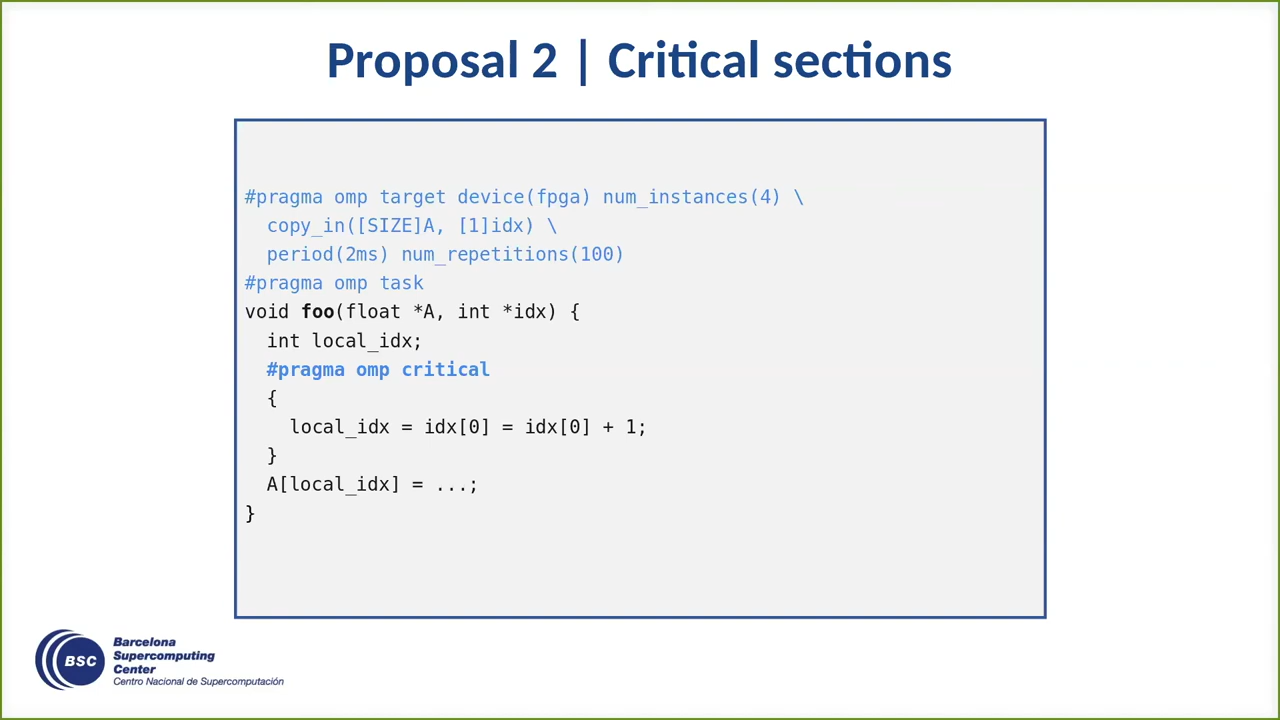 Proposal 2 | Critical sections
#pragma omp target device(fpga) num_instances(4) \
copy_in([SIZE]A, [1]idx) \
period(2ms) num_repetitions(100)
#pragma omp task
void foo(float *A, int *idx) {
int local_idx;
#pragma omp critical
{
local_idx = idx[0] = idx[0] + 1;
}
A[local_idx] = ...;
}
BSC
Barcelona
Supercomputing
Center
Centro Nacional de Supercomputación